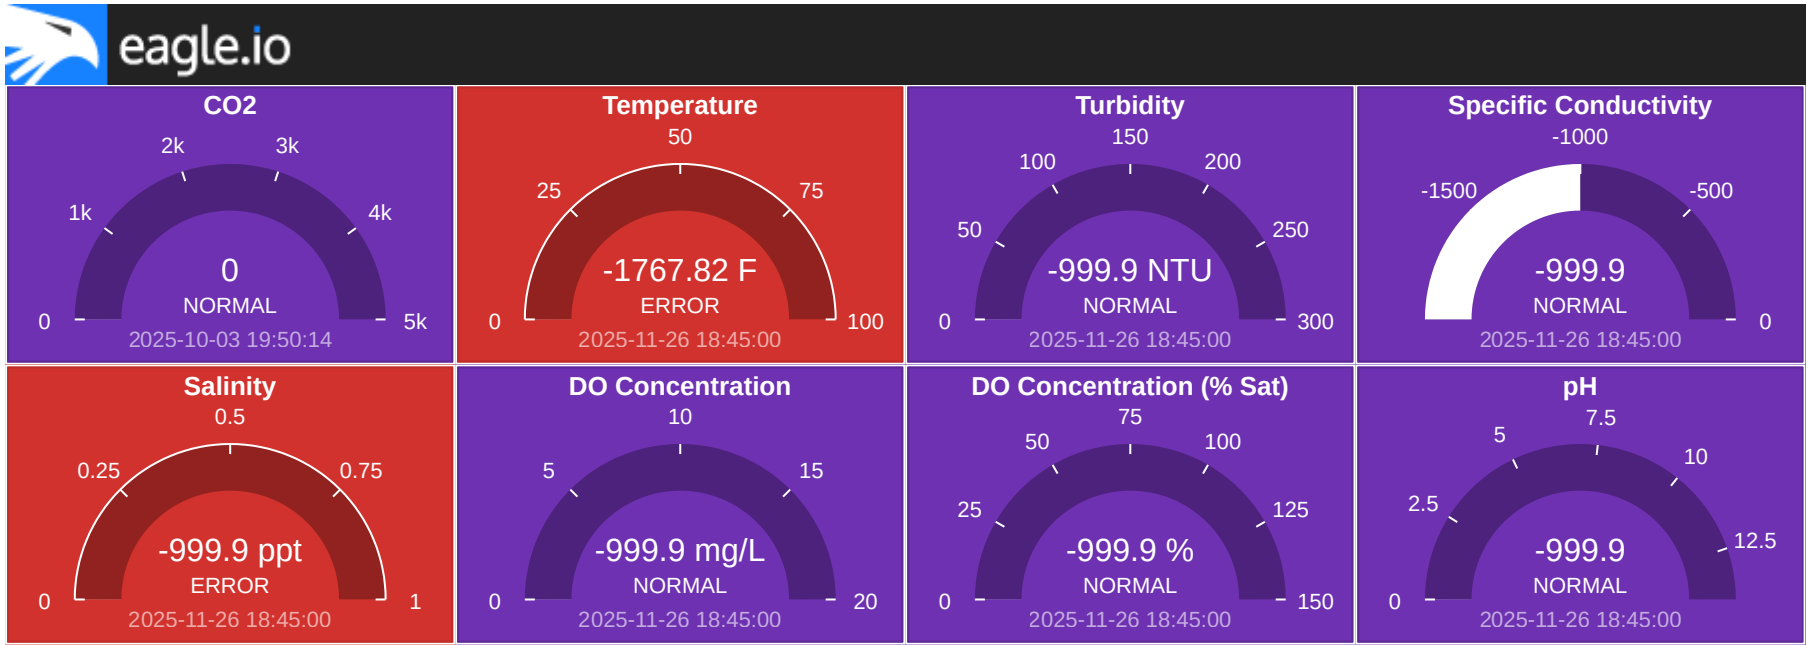 eagle.io
CO2
0
1k
2k
3k
4k
5k
0
NORMAL
2025-10-03 19:50:14
Temperature
0
25
50
75
100
-1767.82 F
ERROR
2025-11-26 18:45:00
Turbidity
0
50
100
150
200
250
300
-999.9 NTU
NORMAL
2025-11-26 18:45:00
Specific Conductivity
-1500
-1000
-500
0
-999.9
NORMAL
2025-11-26 18:45:00
Salinity
0
0.25
0.5
0.75
1
-999.9 ppt
ERROR
2025-11-26 18:45:00
DO Concentration
0
5
10
15
20
-999.9 mg/L
NORMAL
2025-11-26 18:45:00
DO Concentration (% Sat)
0
25
50
75
100
125
150
-999.9 %
NORMAL
2025-11-26 18:45:00
pH
0
2.5
5
7.5
10
12.5
-999.9
NORMAL
2025-11-26 18:45:00